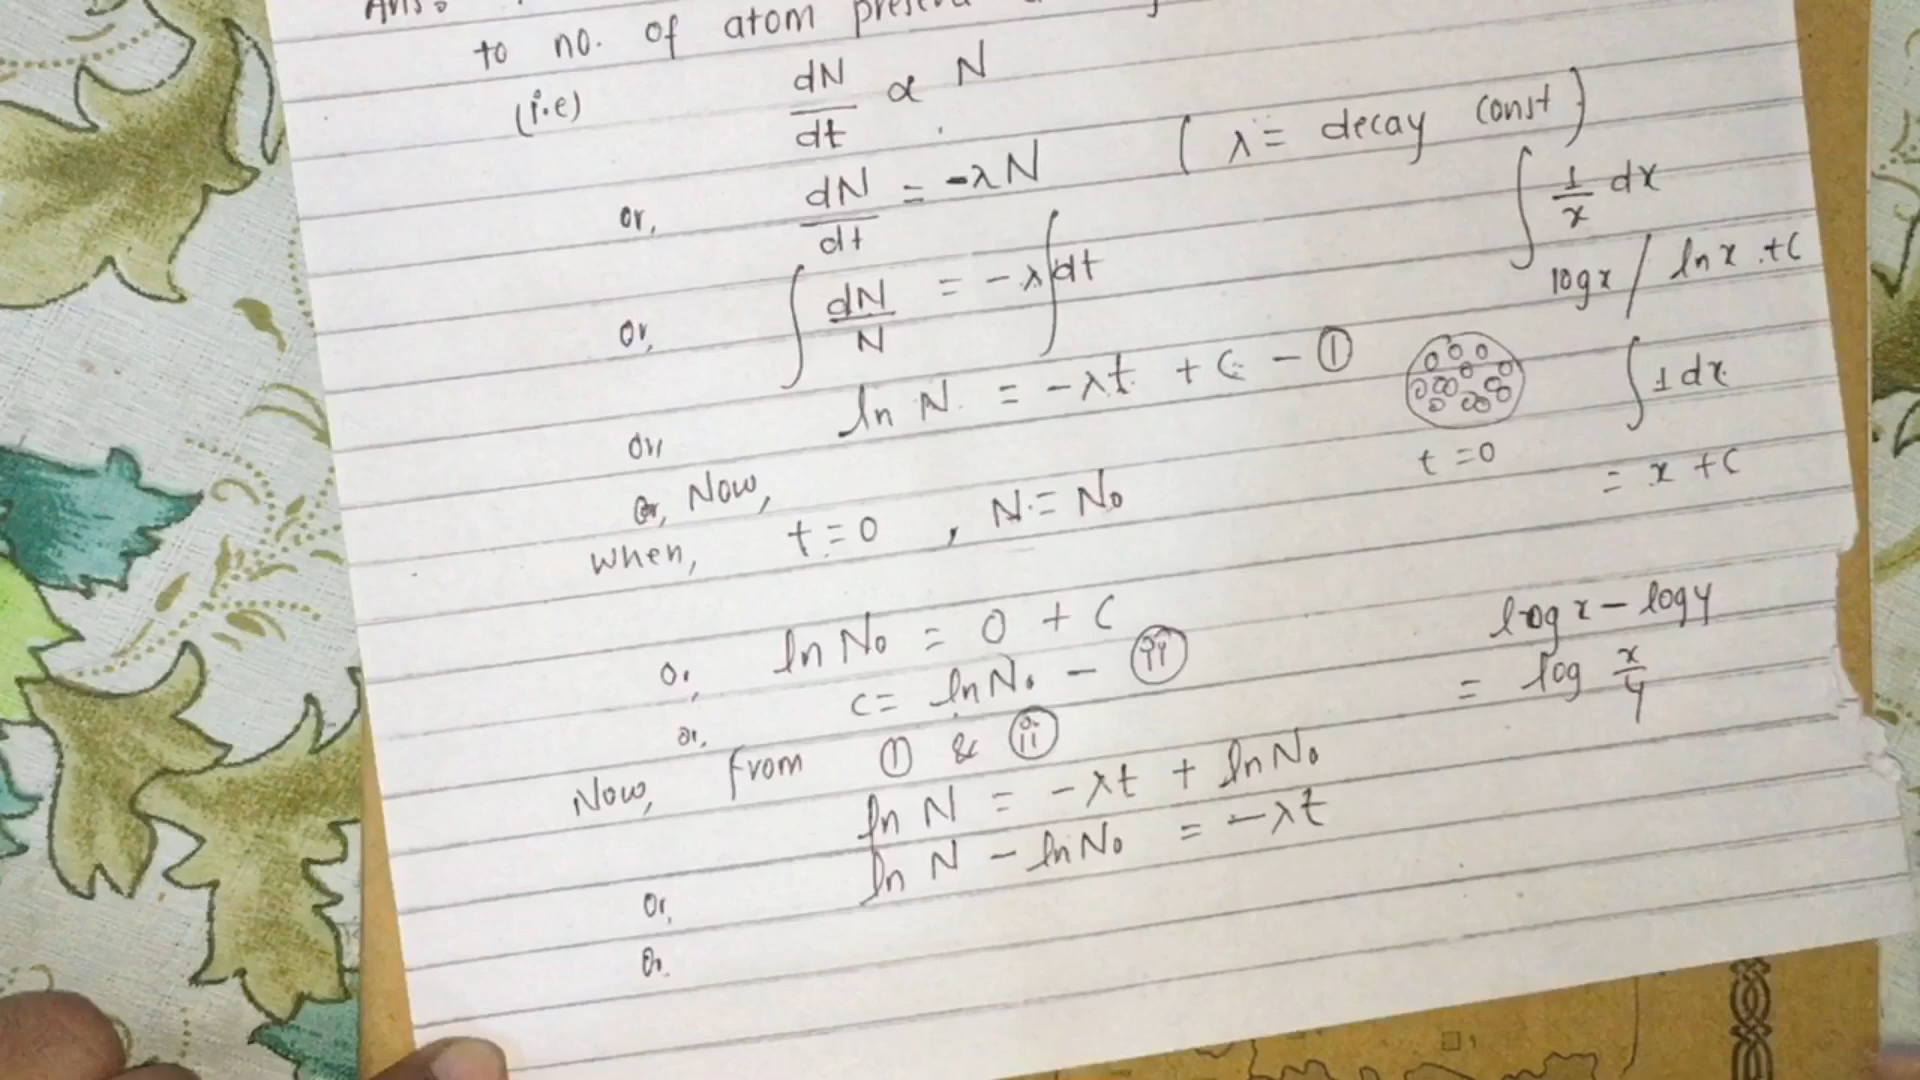 Ans:
to no. of atom present
(i.e) dN/dt ∝ N
or, dN/dt = -λN ( λ = decay const )
∫ 1/x dx
or, ∫ dN/N = -λ∫dt
log x / ln x + c
or, ln N = -λt + C - ①
∫ 1 dx
t = 0
= x + c
Now,
when, t = 0 , N = N₀
or, ln N₀ = 0 + C
or, C = ln N₀ - ⓘⓘ
log x - log y
= log x/y
Now, from ① & ⓘⓘ
ln N = -λt + ln N₀
or, ln N - ln N₀ = -λt
or.